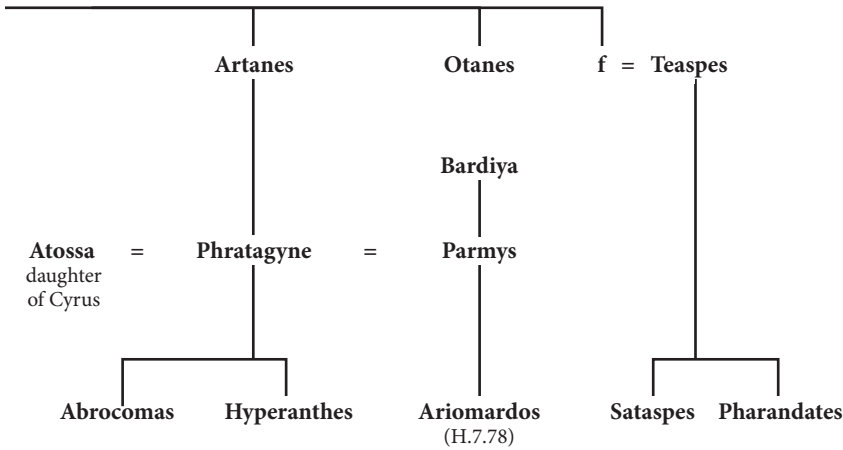 Artanes Otanes f = Teaspes
Bardiya
Atossa = Phratagyne = Parmys
daughter
of Cyrus
Abrocomas Hyperanthes Ariomardos Sataspes Pharandates
(H.7.78)